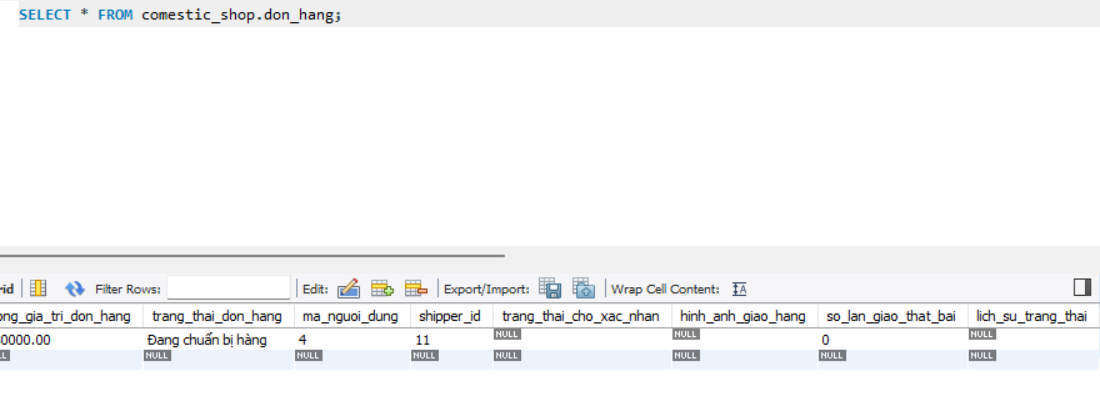 SELECT * FROM comestic_shop.don_hang;
rid Filter Rows: Edit: Export/Import: Wrap Cell Content: IA
ong_gia_tri_don_hang trang_thai_don_hang ma_nguoi_dung shipper_id trang_thai_cho_xac_nhan hinh_anh_giao_hang so_lan_giao_that_bai lich_su_trang_thai
0000.00 Đang chuẩn bị hàng 4 11 NULL NULL 0 NULL
LL NULL NULL NULL NULL NULL NULL NULL